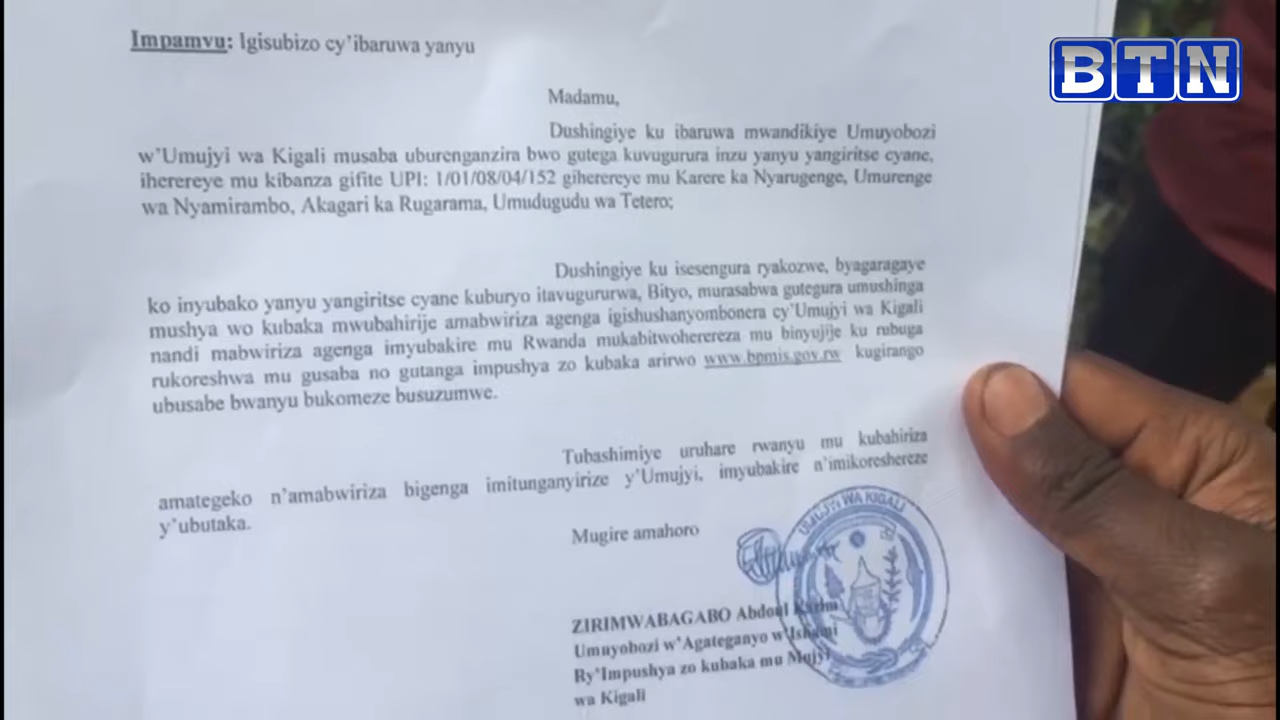 BTN
Impamvu: Igisubizo cy'ibaruwa yanyu
Madamu,
Dushingiye ku ibaruwa mwandikiye Umuyobozi
w'Umujyi wa Kigali musaba uburenganzira bwo gutega kuvugurura inzu yanyu yangiritse cyane,
iherereye mu kibanza gifite UPI: 1/01/08/04/152 giherereye mu Karere ka Nyarugenge, Umurenge
wa Nyamirambo, Akagari ka Rugarama, Umudugudu wa Tetero;
Dushingiye ku isesengura ryakozwe, byagaragaye
ko inyubako yanyu yangiritse cyane kuburyo itavugururwa, Bityo, murasabwa gutegura umushinga
mushya wo kubaka mwubahirije amabwiriza agenga igishushanyombonera cy'Umujyi wa Kigali
nandi mabwiriza agenga imyubakire mu Rwanda mukabitwoherereza mu binyujije ku rubuga
rukoreshwa mu gusaba no gutanga impushya zo kubaka arirwo www.bpmis.gov.rw kugirango
ubusabe bwanyu bukomeze busuzumwe.
Tubashimiye uruhare rwanyu mu kubahiriza
amategeko n'amabwiriza bigenga imitunganyirize y'Umujyi, imyubakire n'imikoreshereze
y'ubutaka.
Mugire amahoro
UMUJYI WA KIGALI
ZIRIMWABAGABO Abdoul Karim
Umuyobozi w'Agateganyo w'Ishami
Ry'Impushya zo kubaka mu Mujyi
wa Kigali